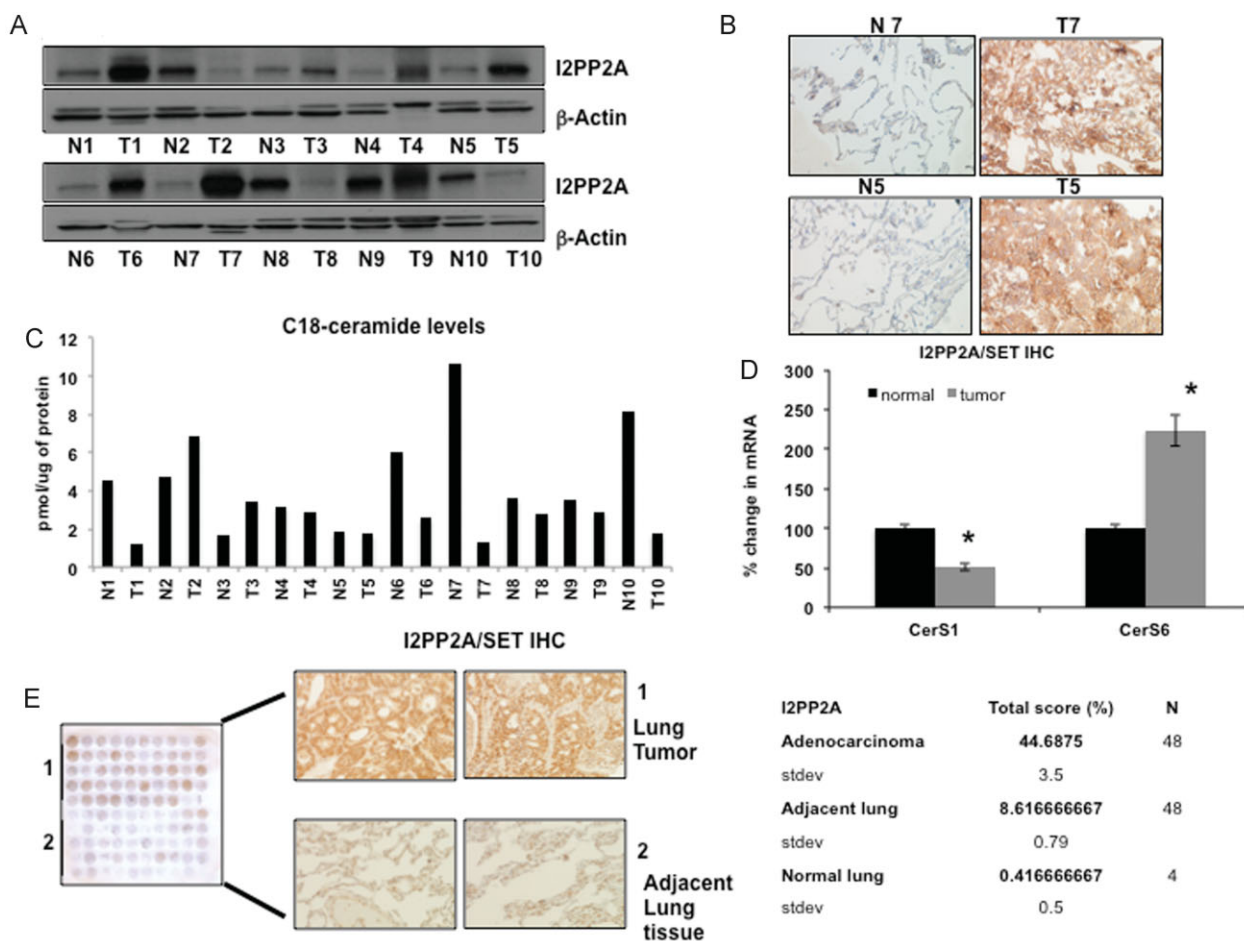 A
I2PP2A
β-Actin
N1 T1 N2 T2 N3 T3 N4 T4 N5 T5
I2PP2A
β-Actin
N6 T6 N7 T7 N8 T8 N9 T9 N10 T10
B
N 7 T7
N5 T5
I2PP2A/SET IHC
C
C18-ceramide levels
pmol/ug of protein
12
10
8
6
4
2
0
N1 T1 N2 T2 N3 T3 N4 T4 N5 T5 N6 T6 N7 T7 N8 T8 N9 T9 N10 T10
D
% change in mRNA
300
250
200
150
100
50
0
normal tumor
*
*
CerS1 CerS6
E
I2PP2A/SET IHC
1
2
1
Lung
Tumor
2
Adjacent
Lung
tissue
I2PP2A Total score (%) N
Adenocarcinoma 44.6875 48
stdev 3.5
Adjacent lung 8.616666667 48
stdev 0.79
Normal lung 0.416666667 4
stdev 0.5